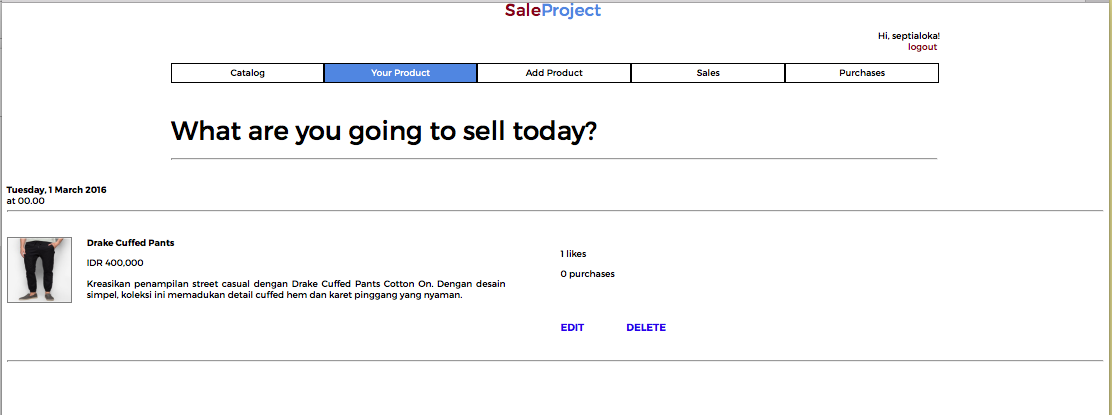 SaleProject
Hi, septialoka!
logout
Catalog Your Product Add Product Sales Purchases
What are you going to sell today?
Tuesday, 1 March 2016
at 00.00
Drake Cuffed Pants
IDR 400,000
Kreasikan penampilan street casual dengan Drake Cuffed Pants Cotton On. Dengan desain
simpel, koleksi ini memadukan detail cuffed hem dan karet pinggang yang nyaman.
1 likes
0 purchases
EDIT DELETE